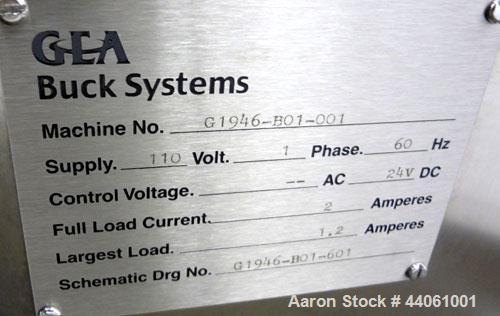 GEA
Buck Systems
Machine No. G1946-B01-001
Supply. 110 Volt. 1 Phase. 60 Hz
Control Voltage. -- AC 24V DC
Full Load Current. 2 Amperes
Largest Load. 1.2 Amperes
Schematic Drg No. G1946-B01-601
Aaron Stock # 44061001